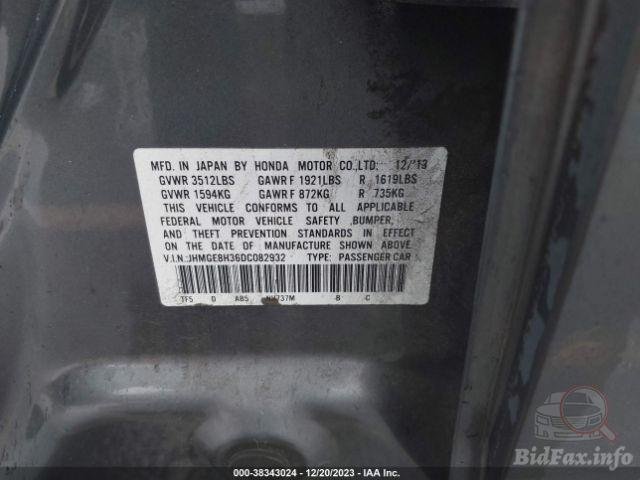 MFD. IN JAPAN BY HONDA MOTOR CO.,LTD. 12/'13
GVWR 3512LBS GAWR F 1921LBS R 1619LBS
GVWR 1594KG GAWR F 872KG R 735KG
THIS VEHICLE CONFORMS TO ALL APPLICABLE
FEDERAL MOTOR VEHICLE SAFETY ,BUMPER,
AND THEFT PREVENTION STANDARDS IN EFFECT
ON THE DATE OF MANUFACTURE SHOWN ABOVE.
V.I.N.: JHMGE8H36DC082932 TYPE: PASSENGER CAR
TF5 D AB5 B C
000-38343024 - 12/20/2023 - IAA Inc.
BidFax.info